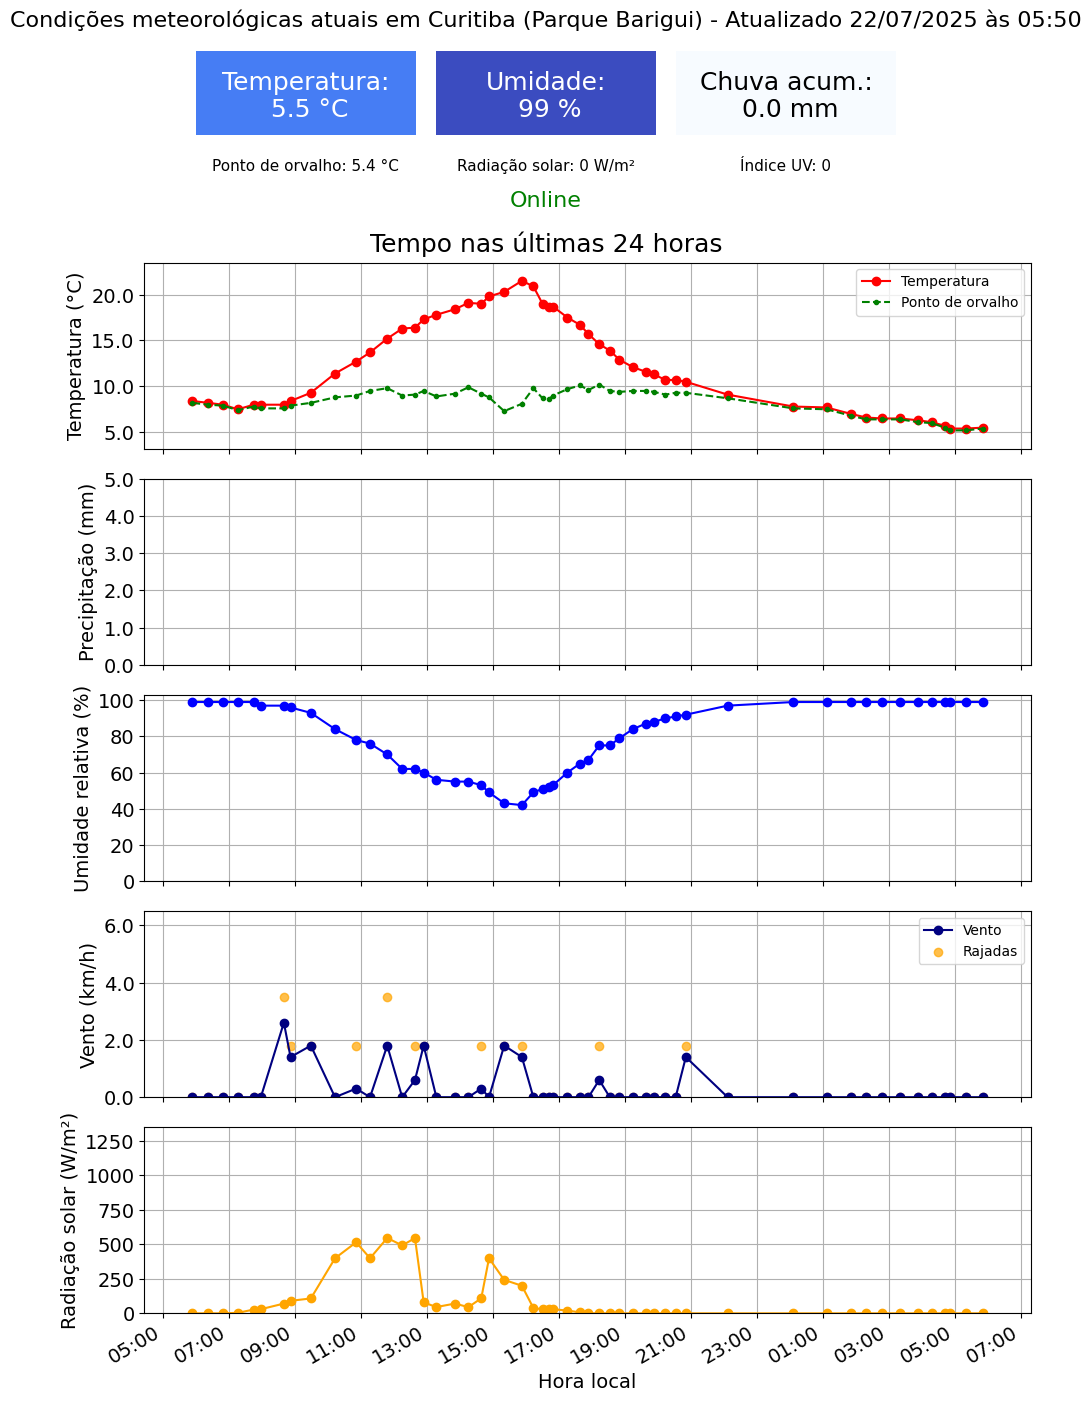 Condições meteorológicas atuais em Curitiba (Parque Barigui) - Atualizado 22/07/2025 às 05:50
Temperatura:
5.5 °C
Umidade:
99 %
Chuva acum.:
0.0 mm
Ponto de orvalho: 5.4 °C
Radiação solar: 0 W/m²
Índice UV: 0
Online
Tempo nas últimas 24 horas
Temperatura (°C)
20.0
15.0
10.0
5.0
Temperatura
Ponto de orvalho
Precipitação (mm)
5.0
4.0
3.0
2.0
1.0
0.0
Umidade relativa (%)
100
80
60
40
20
0
Vento (km/h)
6.0
4.0
2.0
0.0
Vento
Rajadas
Radiação solar (W/m²)
1250
1000
750
500
250
0
05:00 07:00 09:00 11:00 13:00 15:00 17:00 19:00 21:00 23:00 01:00 03:00 05:00 07:00
Hora local